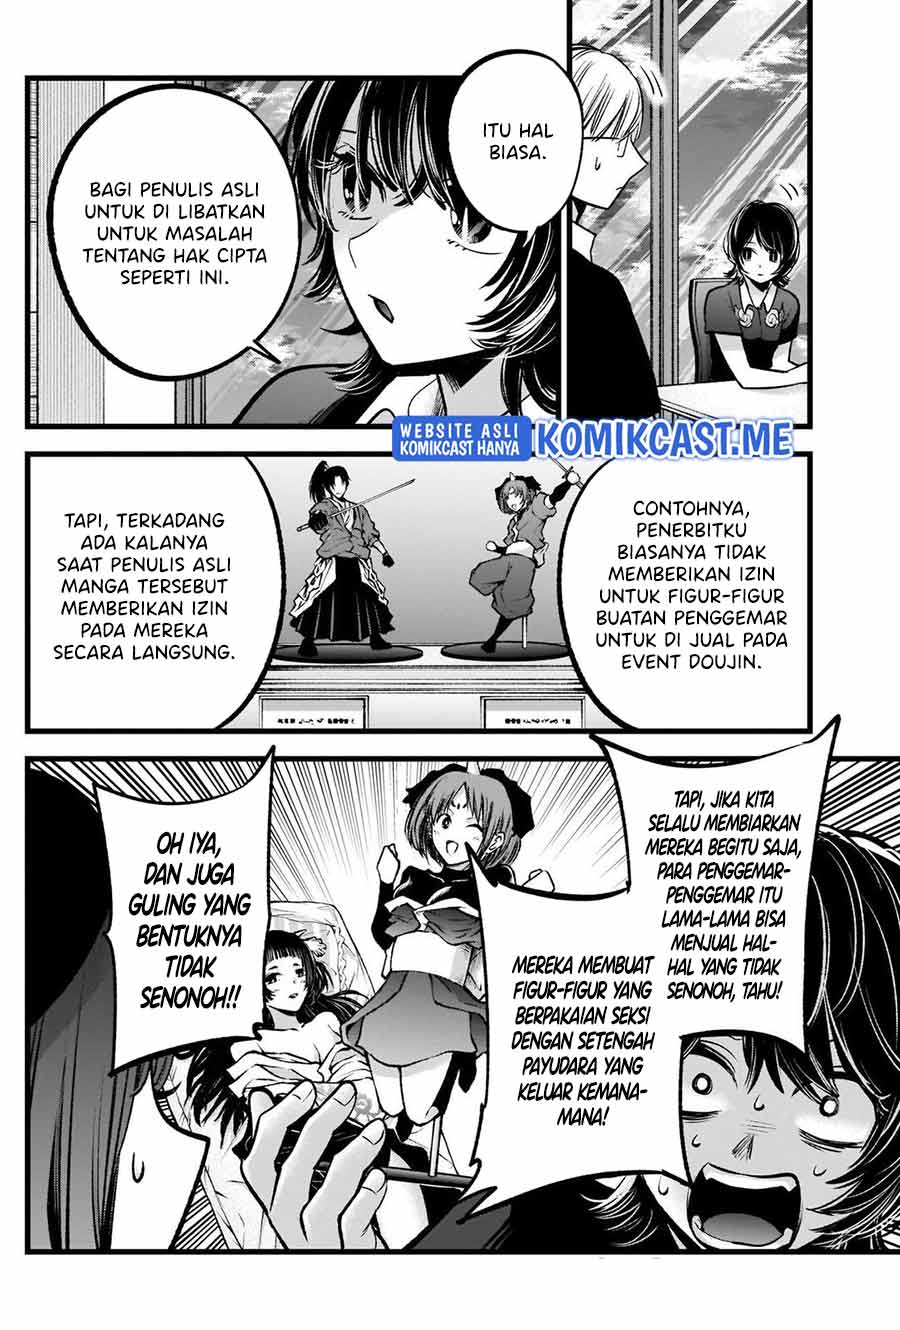 ITU HAL
BIASA.
BAGI PENULIS ASLI
UNTUK DI LIBATKAN
UNTUK MASALAH
TENTANG HAK CIPTA
SEPERTI INI.
WEBSITE ASLI
KOMIKCAST HANYA
KOMIKCAST.ME
CONTOHNYA,
PENERBITKU
BIASANYA TIDAK
MEMBERIKAN IZIN
UNTUK FIGUR-FIGUR
BUATAN PENGGEMAR
UNTUK DI JUAL PADA
EVENT DOUJIN.
TAPI, TERKADANG
ADA KALANYA
SAAT PENULIS ASLI
MANGA TERSEBUT
MEMBERIKAN IZIN
PADA MEREKA
SECARA LANGSUNG.
TAPI, JIKA KITA
SELALU MEMBIARKAN
MEREKA BEGITU SAJA,
PARA PENGGEMAR-
PENGGEMAR ITU
LAMA-LAMA BISA
MENJUAL HAL-
HAL YANG TIDAK
SENONOH, TAHU!
MEREKA MEMBUAT
FIGUR-FIGUR YANG
BERPAKAIAN SEKSI
DENGAN SETENGAH
PAYUDARA YANG
KELUAR KEMANA-
MANA!
OH IYA,
DAN JUGA
GULING YANG
BENTUKNYA
TIDAK
SENONOH!!